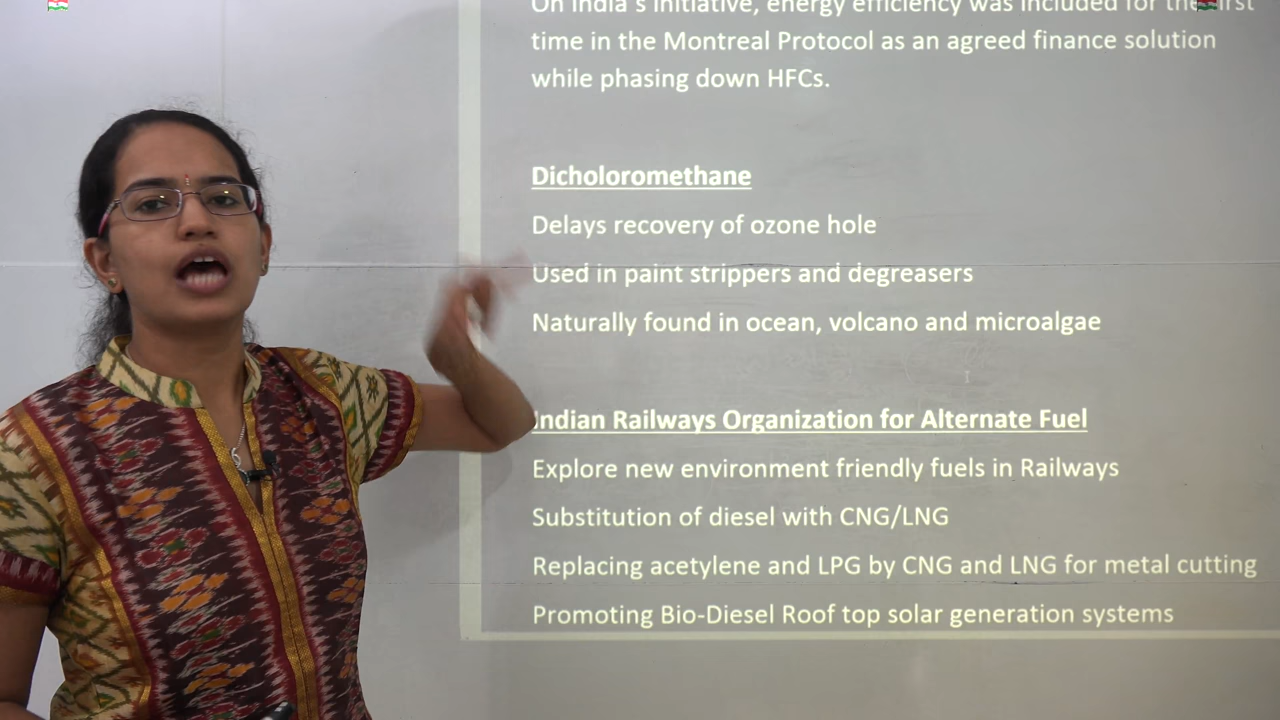 On India's initiative, energy efficiency was included for the first
time in the Montreal Protocol as an agreed finance solution
while phasing down HFCs.
Dicholoromethane
Delays recovery of ozone hole
Used in paint strippers and degreasers
Naturally found in ocean, volcano and microalgae
Indian Railways Organization for Alternate Fuel
Explore new environment friendly fuels in Railways
Substitution of diesel with CNG/LNG
Replacing acetylene and LPG by CNG and LNG for metal cutting
Promoting Bio-Diesel Roof top solar generation systems